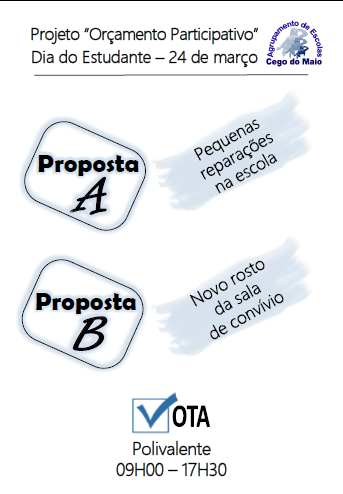 Projeto “Orçamento Participativo”
Dia do Estudante – 24 de março
Agrupamento de Escolas
Cego do Maio
Proposta
A
Pequenas
reparações
na escola
Proposta
B
Novo rosto
da sala
de convívio
VOTA
Polivalente
09H00 – 17H30